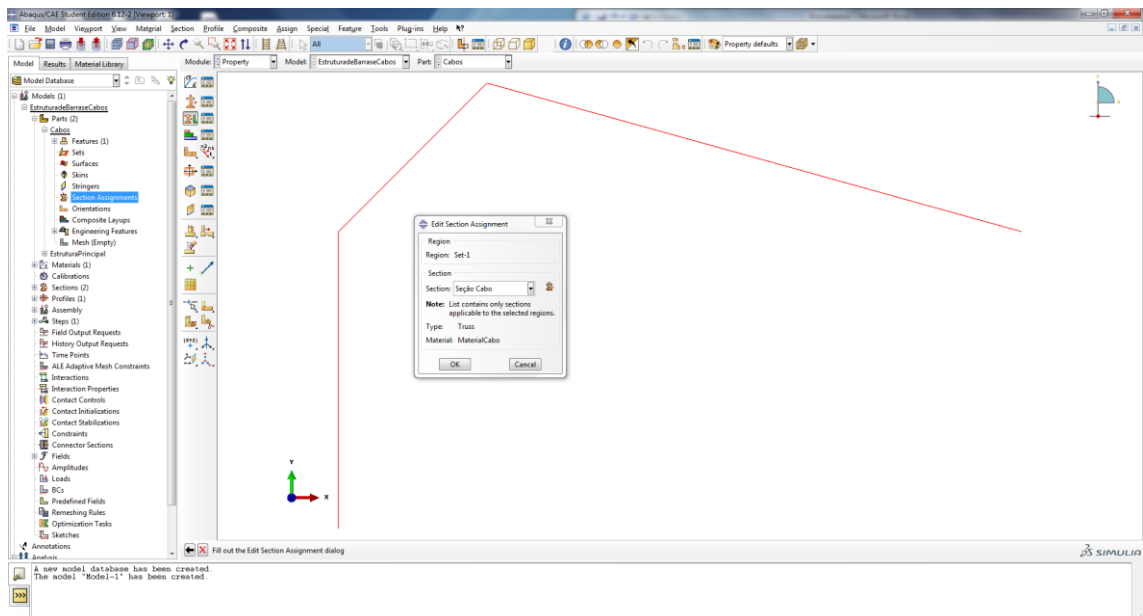 Abaqus/CAE Student Edition 6.12-2 [Viewport: 1]
File Model Viewport View Material Section Profile Composite Assign Special Feature Tools Plug-ins Help
All Property defaults
Model Results Material Library
Module: Property Model: EstruturadeBarraseCabos Part: Cabos
Model Database
Models (1)
EstruturadeBarraseCabos
Parts (2)
Cabos
Features (1)
Sets
Surfaces
Skins
Stringers
Section Assignments
Orientations
Composite Layups
Engineering Features
Mesh (Empty)
EstruturaPrincipal
Materials (1)
Calibrations
Sections (2)
Profiles (1)
Assembly
Steps (1)
Field Output Requests
History Output Requests
Time Points
ALE Adaptive Mesh Constraints
Interactions
Interaction Properties
Contact Controls
Contact Initializations
Contact Stabilizations
Constraints
Connector Sections
Fields
Amplitudes
Loads
BCs
Predefined Fields
Remeshing Rules
Optimization Tasks
Sketches
Annotations
Analysis
Edit Section Assignment
Region
Region: Set-1
Section
Section: Seção Cabo
Note: List contains only sections
applicable to the selected regions.
Type: Truss
Material: MaterialCabo
OK Cancel
Y
X
Fill out the Edit Section Assignment dialog
SIMULIA
A new model database has been created.
The model "Model-1" has been created.
>>>